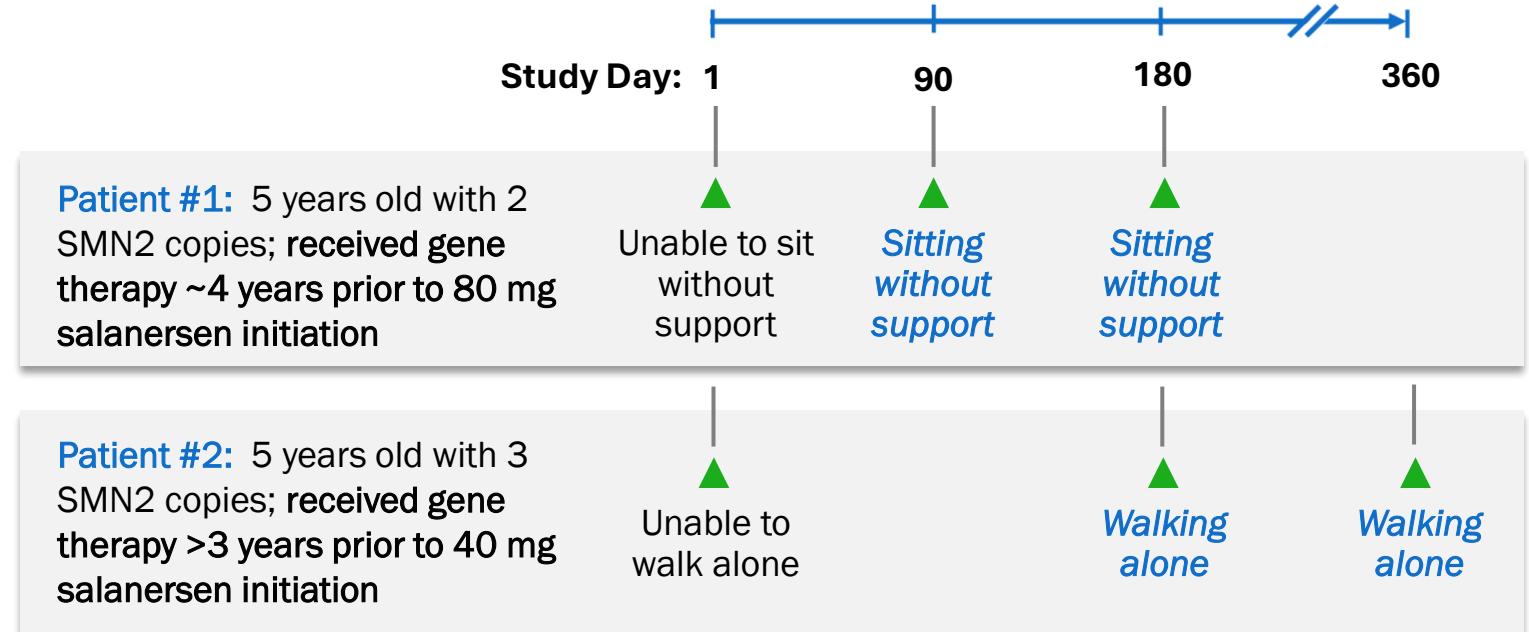 Study Day: 1 90 180 360
Patient #1: 5 years old with 2
SMN2 copies; received gene
therapy ~4 years prior to 80 mg
salanersen initiation
Unable to sit
without
support
Sitting
without
support
Sitting
without
support
Patient #2: 5 years old with 3
SMN2 copies; received gene
therapy >3 years prior to 40 mg
salanersen initiation
Unable to
walk alone
Walking
alone
Walking
alone